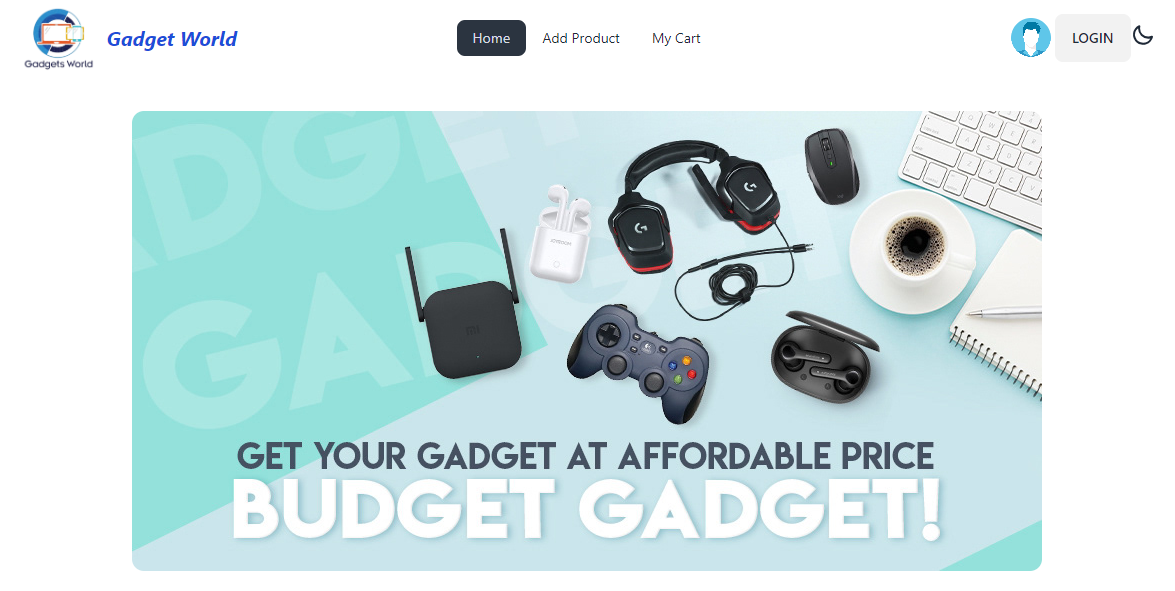 Gadgets World
Gadget World
Home
Add Product
My Cart
LOGIN
GADGET
GADGET
GET YOUR GADGET AT AFFORDABLE PRICE
BUDGET GADGET!